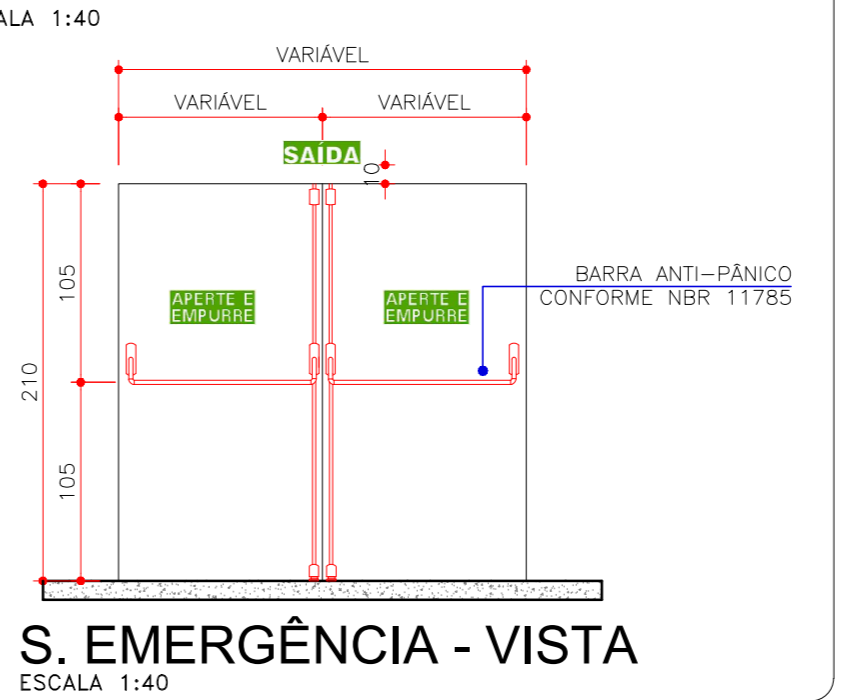 ALA 1:40
VARIÁVEL
VARIÁVEL
VARIÁVEL
SAÍDA
10
105
APERTE E
EMPURRE
APERTE E
EMPURRE
BARRA ANTI-PÂNICO
CONFORME NBR 11785
210
105
S. EMERGÊNCIA - VISTA
ESCALA 1:40